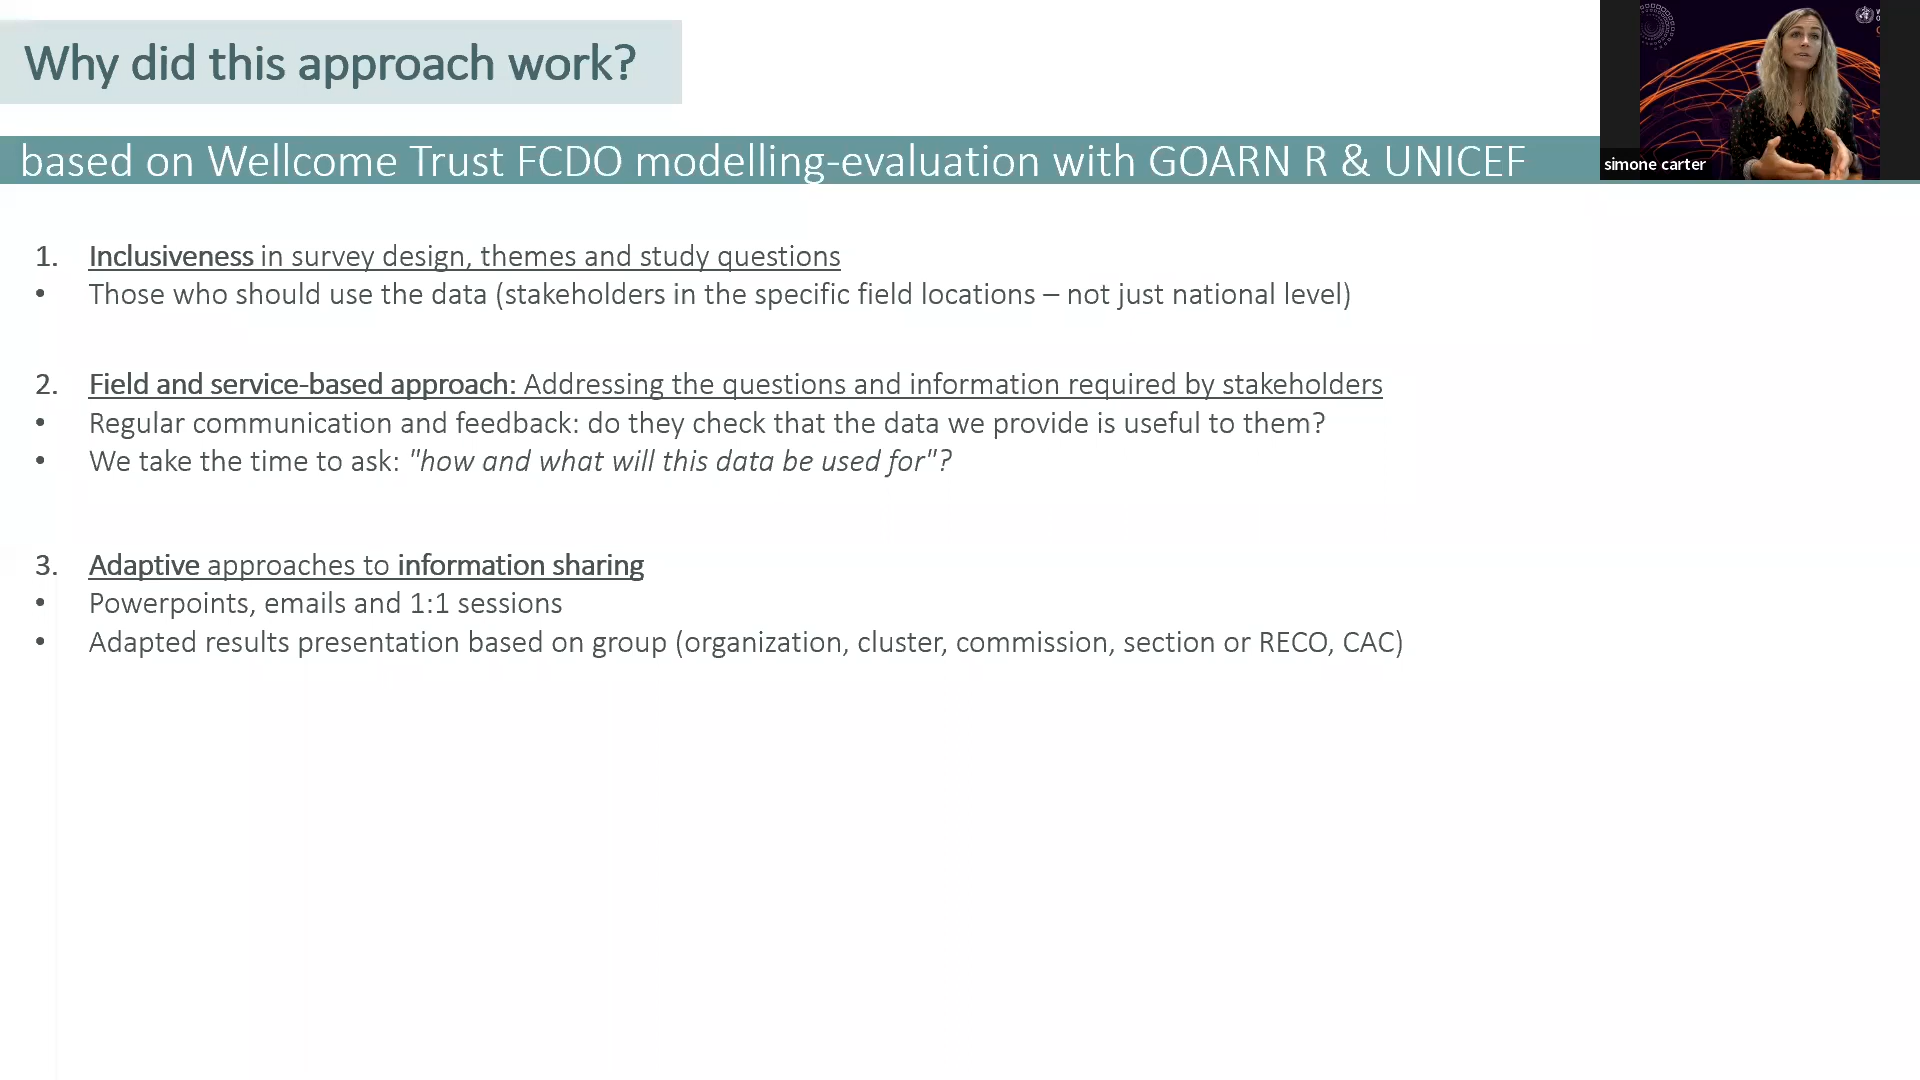 Why did this approach work?
based on Wellcome Trust FCDO modelling-evaluation with GOARN R & UNICEF
simone carter
1. Inclusiveness in survey design, themes and study questions
• Those who should use the data (stakeholders in the specific field locations – not just national level)
2. Field and service-based approach: Addressing the questions and information required by stakeholders
• Regular communication and feedback: do they check that the data we provide is useful to them?
• We take the time to ask: "how and what will this data be used for"?
3. Adaptive approaches to information sharing
• Powerpoints, emails and 1:1 sessions
• Adapted results presentation based on group (organization, cluster, commission, section or RECO, CAC)